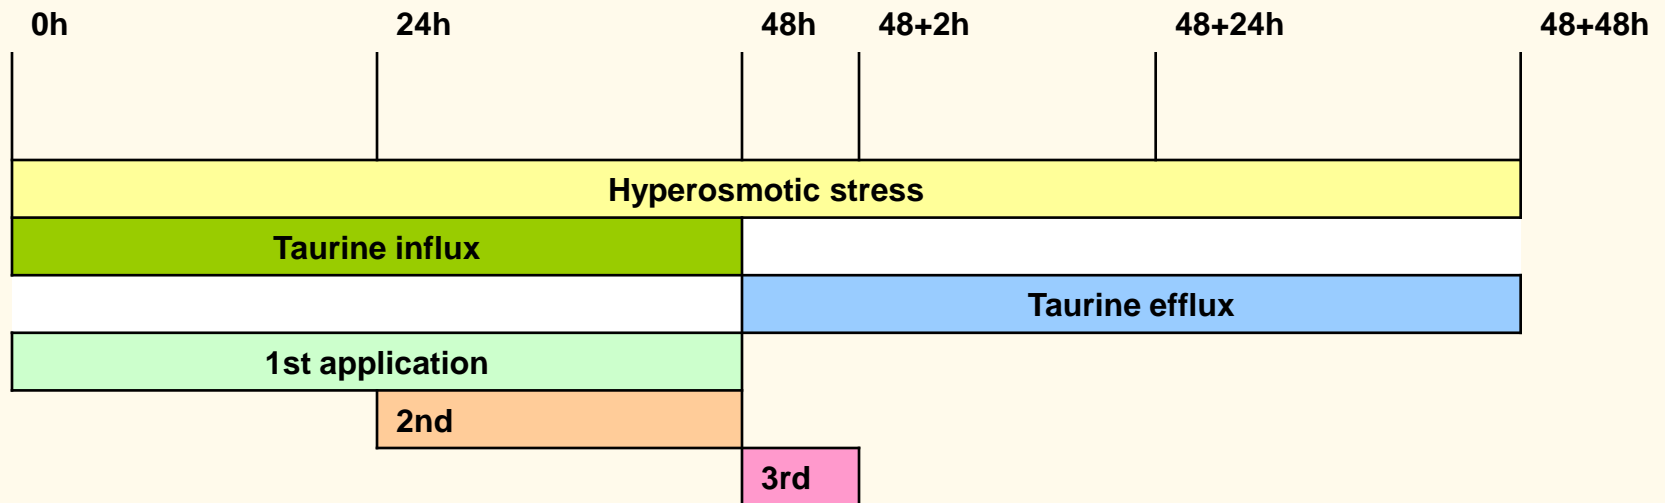 0h 24h 48h 48+2h 48+24h 48+48h
Hyperosmotic stress
Taurine influx
Taurine efflux
1st application
2nd
3rd